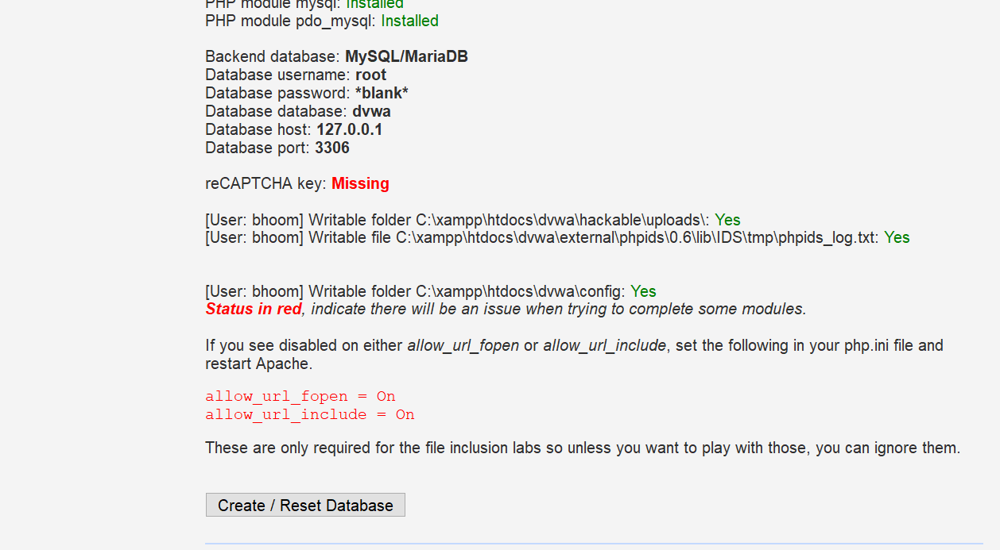 PHP module mysql: Installed
PHP module pdo_mysql: Installed
Backend database: MySQL/MariaDB
Database username: root
Database password: *blank*
Database database: dvwa
Database host: 127.0.0.1
Database port: 3306
reCAPTCHA key: Missing
[User: bhoom] Writable folder C:\xampp\htdocs\dvwa\hackable\uploads\: Yes
[User: bhoom] Writable file C:\xampp\htdocs\dvwa\external\phpids\0.6\lib\IDS\tmp\phpids_log.txt: Yes
[User: bhoom] Writable folder C:\xampp\htdocs\dvwa\config: Yes
Status in red, indicate there will be an issue when trying to complete some modules.
If you see disabled on either allow_url_fopen or allow_url_include, set the following in your php.ini file and
restart Apache.
allow_url_fopen = On
allow_url_include = On
These are only required for the file inclusion labs so unless you want to play with those, you can ignore them.
Create / Reset Database